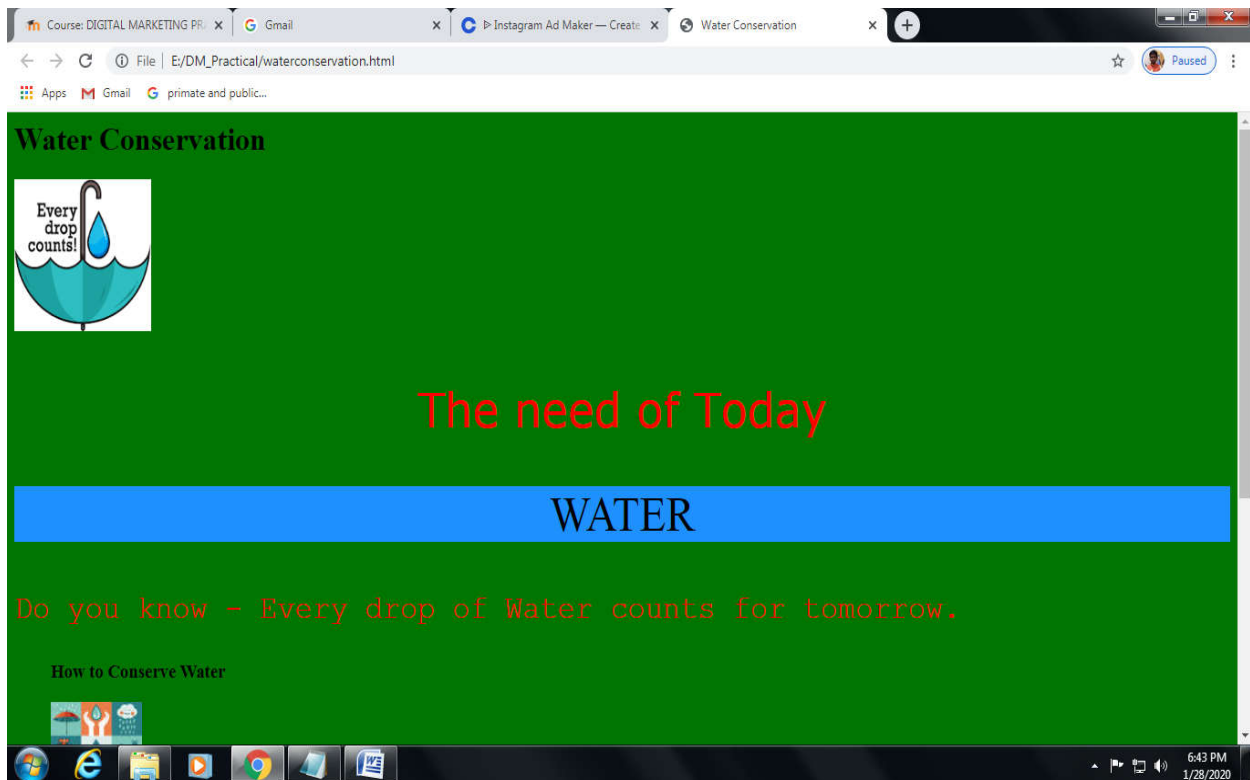 Course: DIGITAL MARKETING PR
Gmail
Instagram Ad Maker — Create
Water Conservation
File
E:/DM_Practical/waterconservation.html
Paused
Apps
Gmail
primate and public...
Water Conservation
Every
drop
counts!
The need of Today
WATER
Do you know - Every drop of Water counts for tomorrow.
How to Conserve Water
6:43 PM
1/28/2020